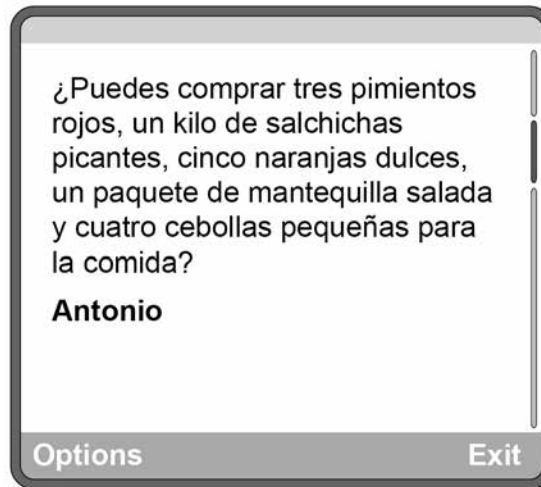 ¿Puedes comprar tres pimientos
rojos, un kilo de salchichas
picantes, cinco naranjas dulces,
un paquete de mantequilla salada
y cuatro cebollas pequeñas para
la comida?
Antonio
Options Exit